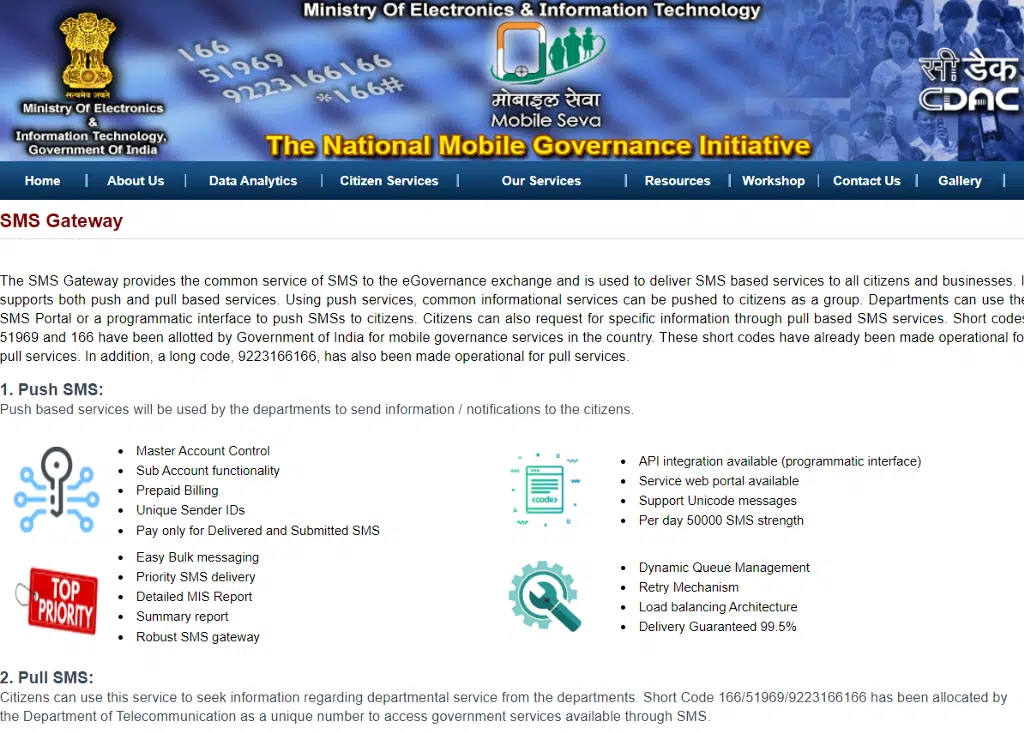 Ministry Of Electronics & Information Technology
166
51969
9223166166
*166#
सत्यमेव जयते
Ministry Of Electronics
&
Information Technology,
Government Of India
मोबाइल सेवा
Mobile Seva
The National Mobile Governance Initiative
सी डैक
CDAC
Home | About Us | Data Analytics | Citizen Services | Our Services | Resources | Workshop | Contact Us | Gallery |
SMS Gateway
The SMS Gateway provides the common service of SMS to the eGovernance exchange and is used to deliver SMS based services to all citizens and businesses. I
supports both push and pull based services. Using push services, common informational services can be pushed to citizens as a group. Departments can use the
SMS Portal or a programmatic interface to push SMSs to citizens. Citizens can also request for specific information through pull based SMS services. Short codes
51969 and 166 have been allotted by Government of India for mobile governance services in the country. These short codes have already been made operational fo
pull services. In addition, a long code, 9223166166, has also been made operational for pull services.
1. Push SMS:
Push based services will be used by the departments to send information / notifications to the citizens.
Master Account Control
Sub Account functionality
Prepaid Billing
Unique Sender IDs
Pay only for Delivered and Submitted SMS
<code>
API integration available (programmatic interface)
Service web portal available
Support Unicode messages
Per day 50000 SMS strength
TOP
PRIORITY
Easy Bulk messaging
Priority SMS delivery
Detailed MIS Report
Summary report
Robust SMS gateway
Dynamic Queue Management
Retry Mechanism
Load balancing Architecture
Delivery Guaranteed 99.5%
2. Pull SMS:
Citizens can use this service to seek information regarding departmental service from the departments. Short Code 166/51969/9223166166 has been allocated by
the Department of Telecommunication as a unique number to access government services available through SMS.